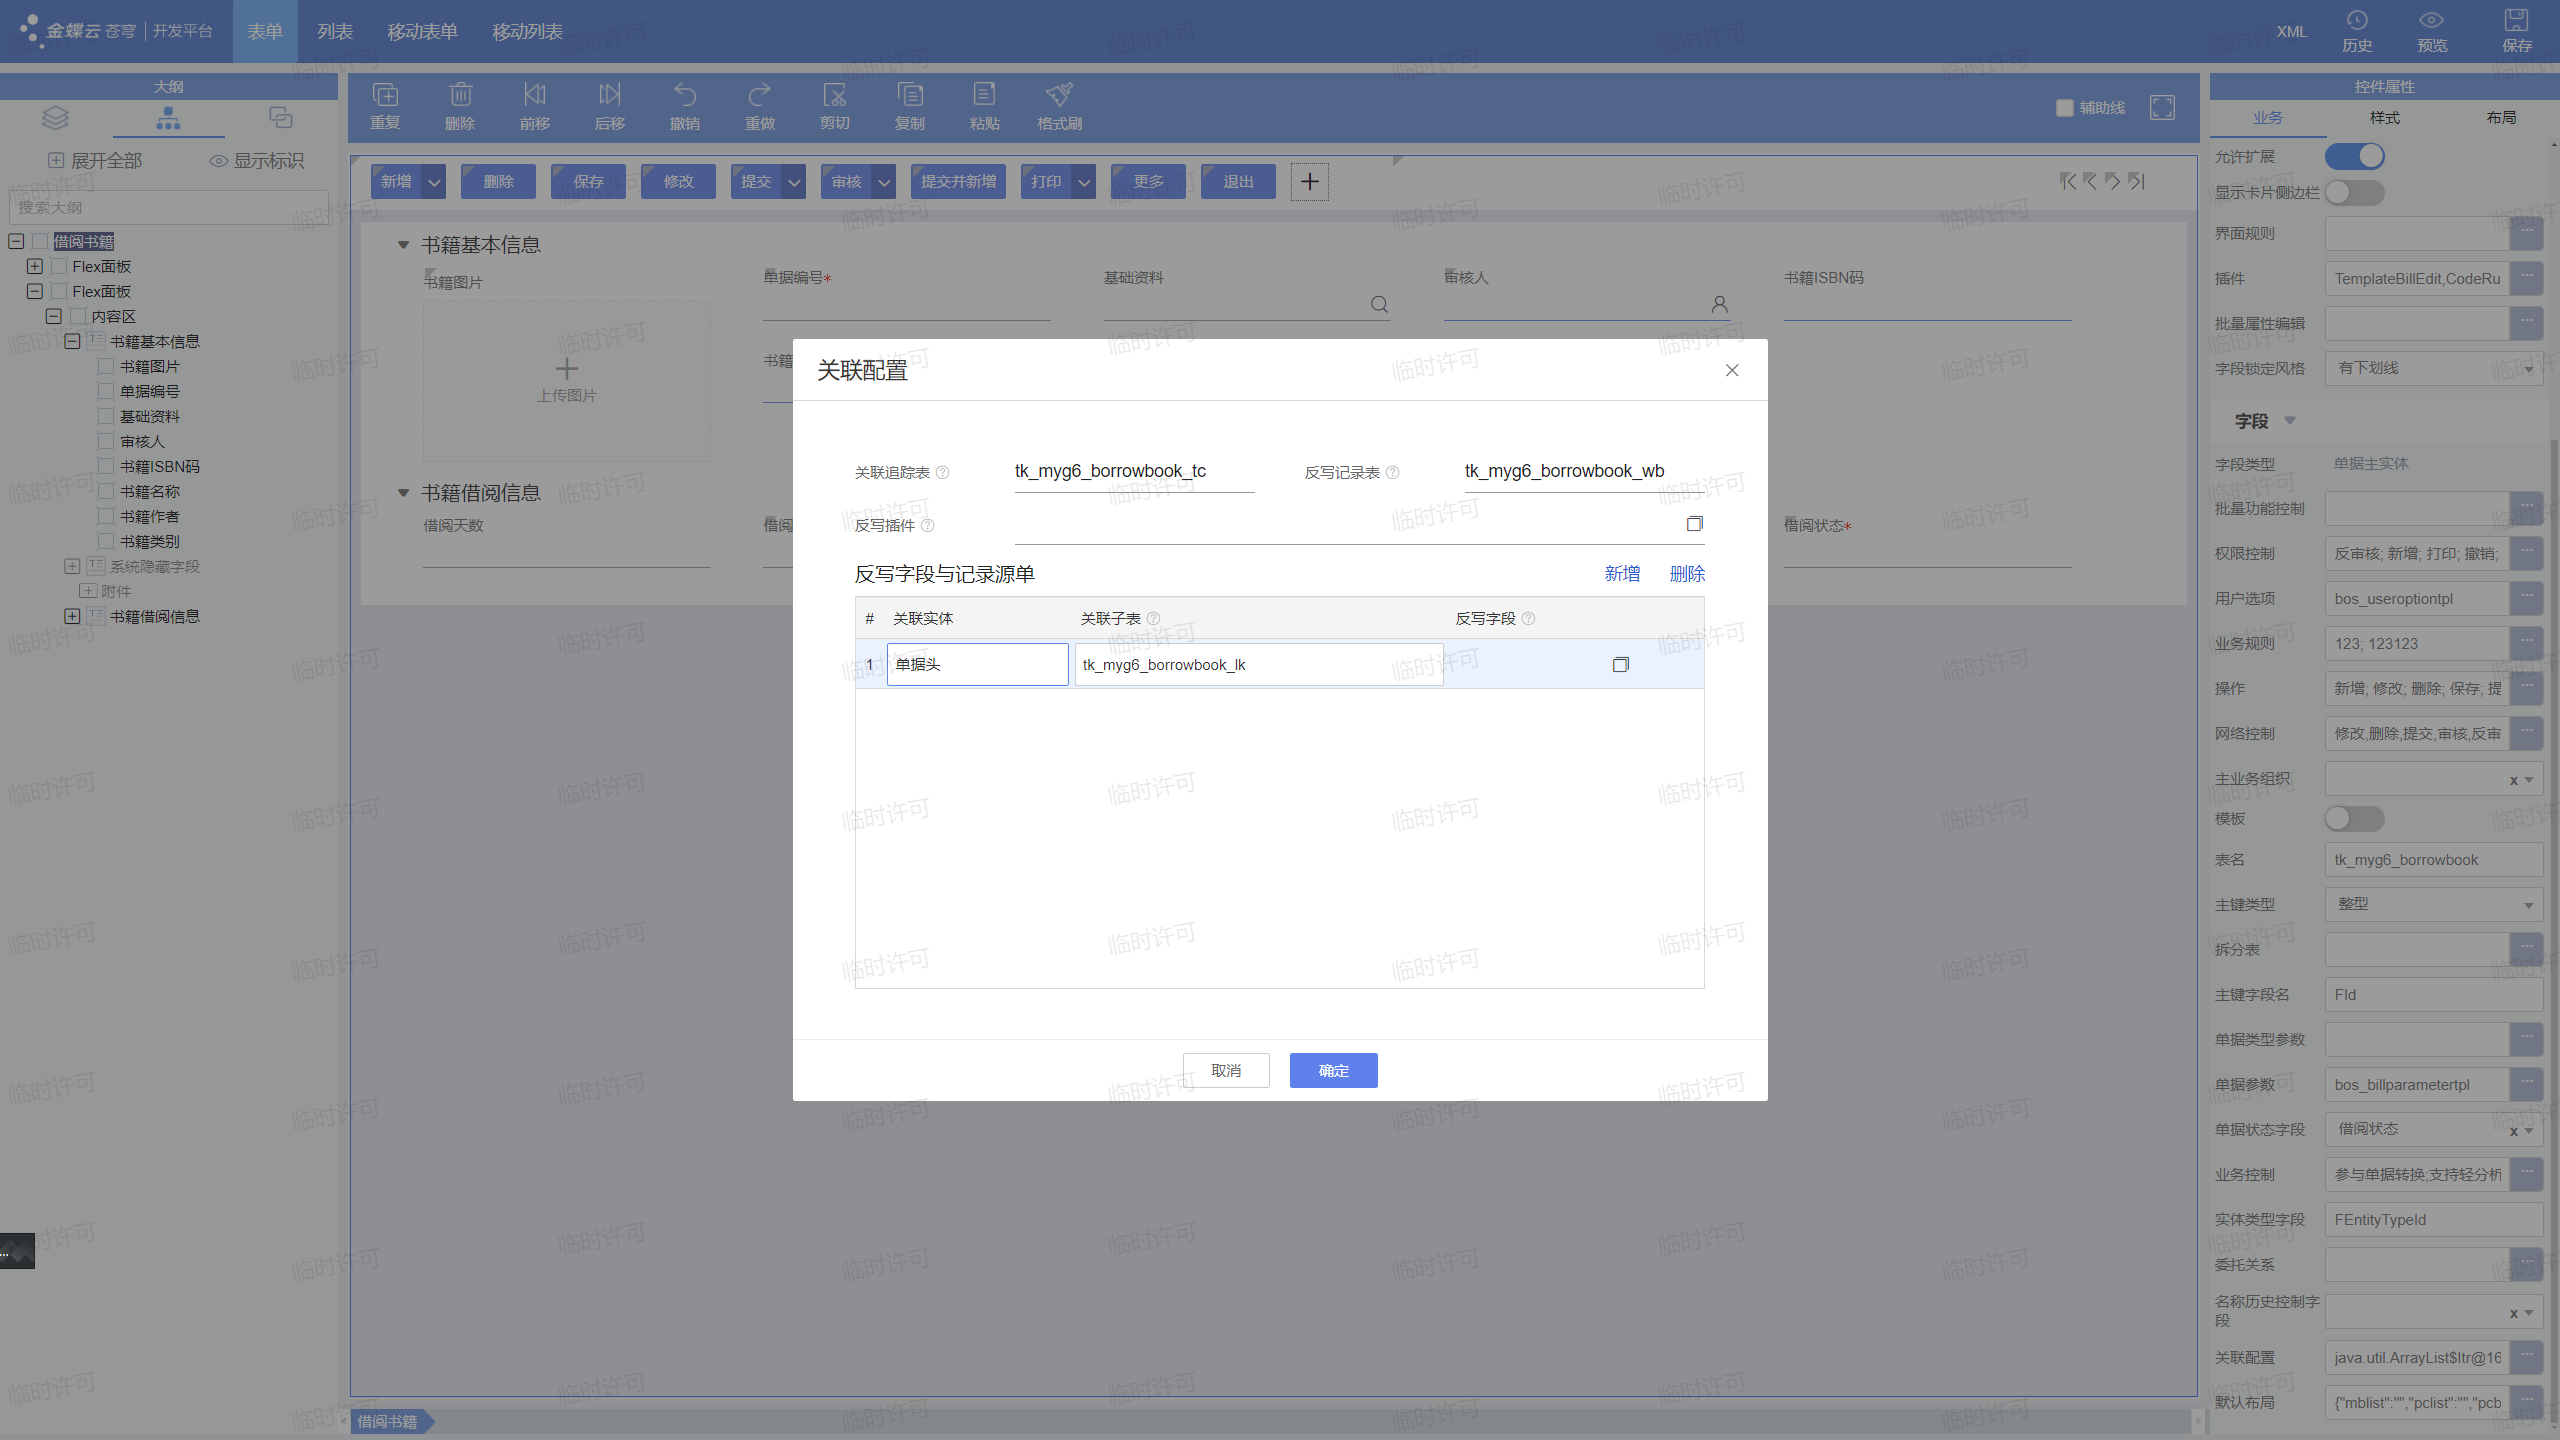 金蝶云 苍穹 | 开发平台
表单 列表 移动表单 移动列表
XML 历史 预览 保存
大纲
展开全部 显示标识
搜索大纲
借阅书籍
Flex面板
Flex面板
内容区
书籍基本信息
书籍图片
单据编号
基础资料
审核人
书籍ISBN码
书籍名称
书籍作者
书籍类别
系统隐藏字段
附件
书籍借阅信息
重复 删除 前移 后移 撤销 重做 剪切 复制 粘贴 格式刷
辅助线
新增 删除 保存 修改 提交 审核 提交并新增 打印 更多 退出
书籍基本信息
书籍图片 单据编号* 基础资料 审核人 书籍ISBN码
上传图片
书籍
书籍借阅信息
借阅天数 借阅 借阅状态*
关联配置
关联追踪表 tk_myg6_borrowbook_tc 反写记录表 tk_myg6_borrowbook_wb
反写插件
反写字段与记录源单 新增 删除
# 关联实体 关联子表 反写字段
1 单据头 tk_myg6_borrowbook_lk
取消 确定
借阅书籍
控件属性
业务 样式 布局
允许扩展
显示卡片侧边栏
界面规则
插件 TemplateBillEdit,CodeRu
批量属性编辑
字段锁定风格 有下划线
字段
字段类型 单据主实体
批量功能控制
权限控制 反审核; 新增; 打印; 撤销;
用户选项 bos_useroptiontpl
业务规则 123; 123123
操作 新增; 修改; 删除; 保存; 提
网络控制 修改,删除,提交,审核,反审
主业务组织 x
模板
表名 tk_myg6_borrowbook
主键类型 整型
拆分表
主键字段名 FId
单据类型参数
单据参数 bos_billparametertpl
单据状态字段 借阅状态 x
业务控制 参与单据转换;支持轻分析
实体类型字段 FEntityTypeId
委托关系
名称历史控制字段 x
关联配置 java.util.ArrayList$Itr@16
默认布局 {"mblist":"","pclist":"","pcb
临时许可